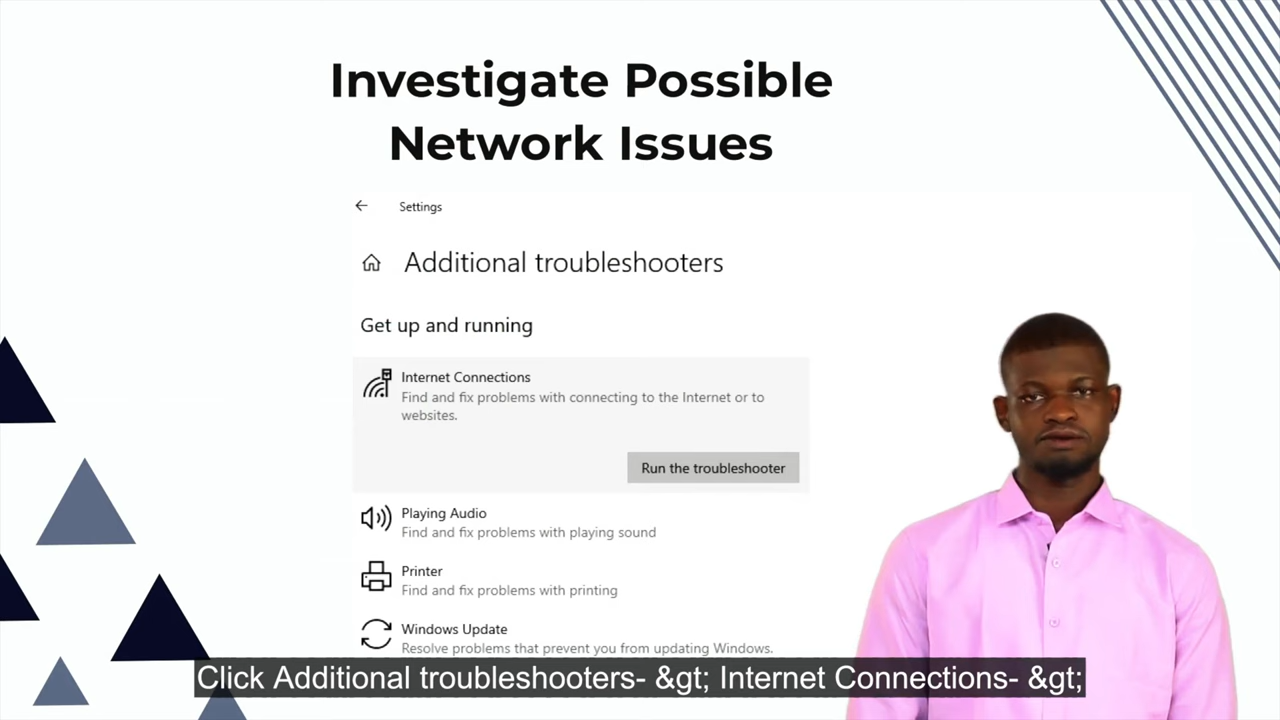 Investigate Possible
Network Issues
Settings
Additional troubleshooters
Get up and running
Internet Connections
Find and fix problems with connecting to the Internet or to
websites.
Run the troubleshooter
Playing Audio
Find and fix problems with playing sound
Printer
Find and fix problems with printing
Windows Update
Resolve problems that prevent you from updating Windows.
Click Additional troubleshooters- &gt; Internet Connections- &gt;